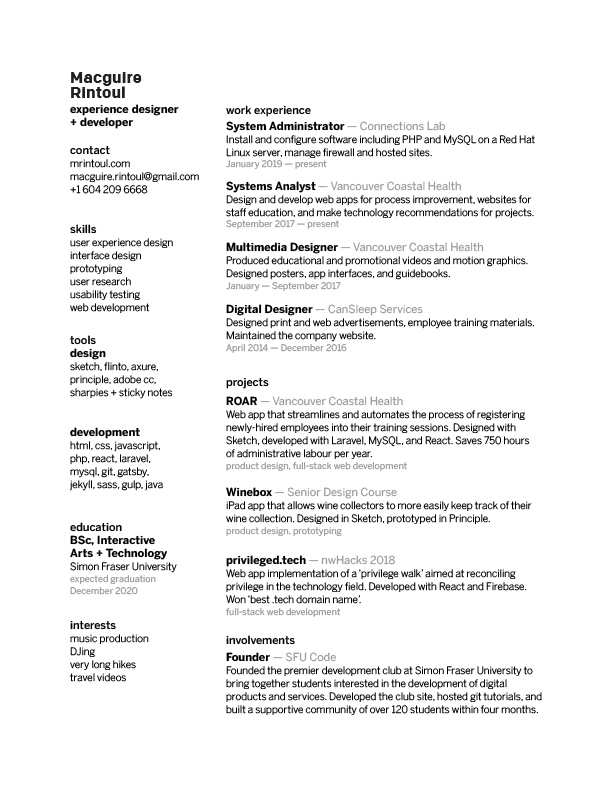 Macguire
Rintoul
experience designer
+ developer
contact
mrintoul.com
macguire.rintoul@gmail.com
+1 604 209 6668
skills
user experience design
interface design
prototyping
user research
usability testing
web development
tools
design
sketch, flinto, axure,
principle, adobe cc,
sharpies + sticky notes
development
html, css, javascript,
php, react, laravel,
mysql, git, gatsby,
jekyll, sass, gulp, java
education
BSc, Interactive
Arts + Technology
Simon Fraser University
expected graduation
December 2020
interests
music production
DJing
very long hikes
travel videos
work experience
System Administrator — Connections Lab
Install and configure software including PHP and MySQL on a Red Hat
Linux server, manage firewall and hosted sites.
January 2019 — present
Systems Analyst — Vancouver Coastal Health
Design and develop web apps for process improvement, websites for
staff education, and make technology recommendations for projects.
September 2017 — present
Multimedia Designer — Vancouver Coastal Health
Produced educational and promotional videos and motion graphics.
Designed posters, app interfaces, and guidebooks.
January — September 2017
Digital Designer — CanSleep Services
Designed print and web advertisements, employee training materials.
Maintained the company website.
April 2014 — December 2016
projects
ROAR — Vancouver Coastal Health
Web app that streamlines and automates the process of registering
newly-hired employees into their training sessions. Designed with
Sketch, developed with Laravel, MySQL, and React. Saves 750 hours
of administrative labour per year.
product design, full-stack web development
Winebox — Senior Design Course
iPad app that allows wine collectors to more easily keep track of their
wine collection. Designed in Sketch, prototyped in Principle.
product design, prototyping
privileged.tech — nwHacks 2018
Web app implementation of a 'privilege walk' aimed at reconciling
privilege in the technology field. Developed with React and Firebase.
Won 'best .tech domain name'.
full-stack web development
involvements
Founder — SFU Code
Founded the premier development club at Simon Fraser University to
bring together students interested in the development of digital
products and services. Developed the club site, hosted git tutorials, and
built a supportive community of over 120 students within four months.